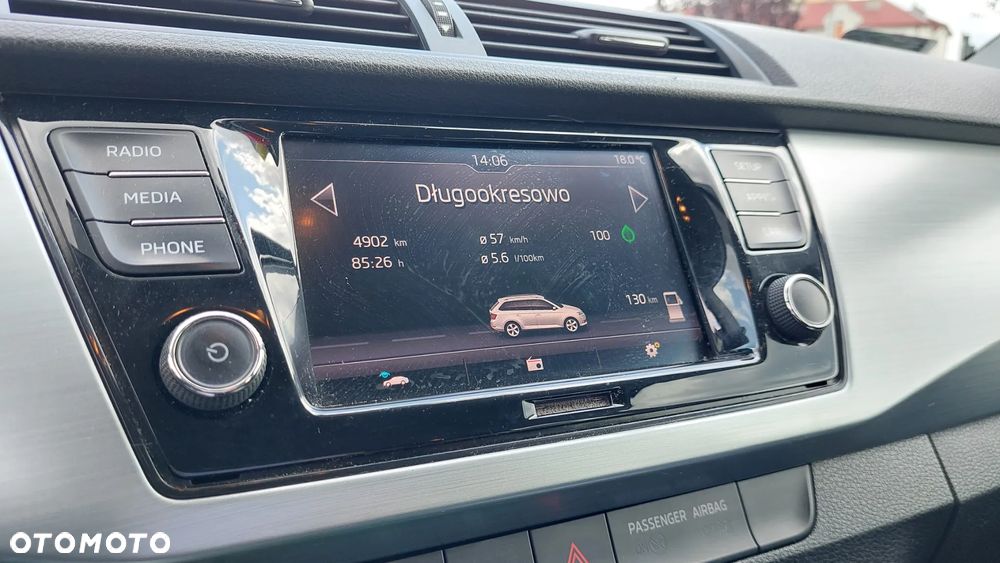 RADIO
MEDIA
PHONE
14:06
18.0°C
Długookresowo
4902 km
Ø 57 km/h
100
85:26 h
Ø 5.6 l/100km
130 km
SETUP
CAR
PASSENGER AIRBAG
OTOMOTO